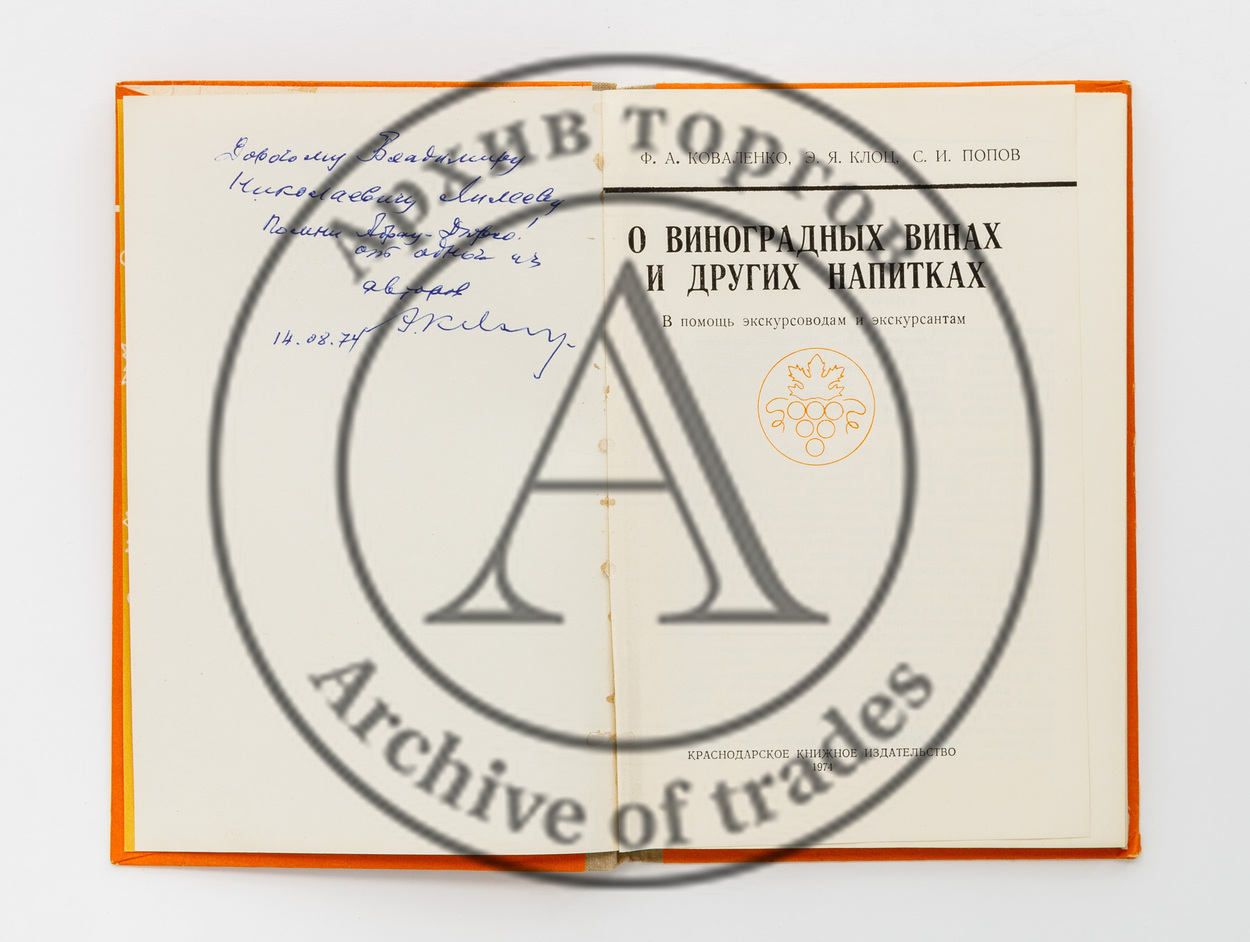 Дорогому Владимиру
Николаевичу
Помни Абрау-Дюрсо!
от одного из
авторов
14.08.74
Ф. А. КОВАЛЕНКО, Э. Я. КЛОЦ, С. И. ПОПОВ
О ВИНОГРАДНЫХ ВИНАХ
И ДРУГИХ НАПИТКАХ
В помощь экскурсоводам и экскурсантам
КРАСНОДАРСКОЕ КНИЖНОЕ ИЗДАТЕЛЬСТВО
1974
Архив торгов
A
Archive of trades